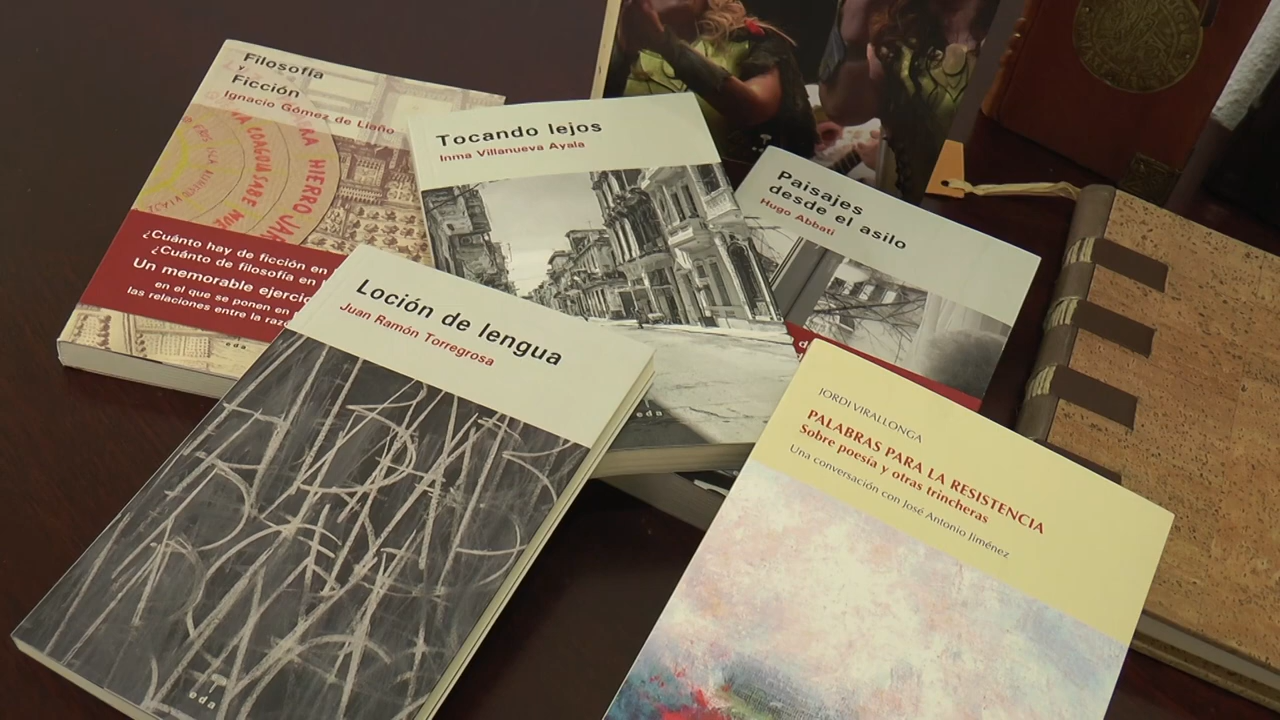 Filosofía
y
Ficción
Ignacio Gómez de Liaño
HIERRO
COAGULA SABE
¿Cuánto hay de ficción en
¿Cuánto de filosofía en
Un memorable ejercic
en el que se ponen en
las relaciones entre la razó
eda
Tocando lejos
Inma Villanueva Ayala
eda
Paisajes
desde el asilo
Hugo Abbati
Loción de lengua
Juan Ramón Torregrosa
eda
JORDI VIRALLONGA
PALABRAS PARA LA RESISTENCIA
Sobre poesía y otras trincheras
Una conversación con José Antonio Jiménez